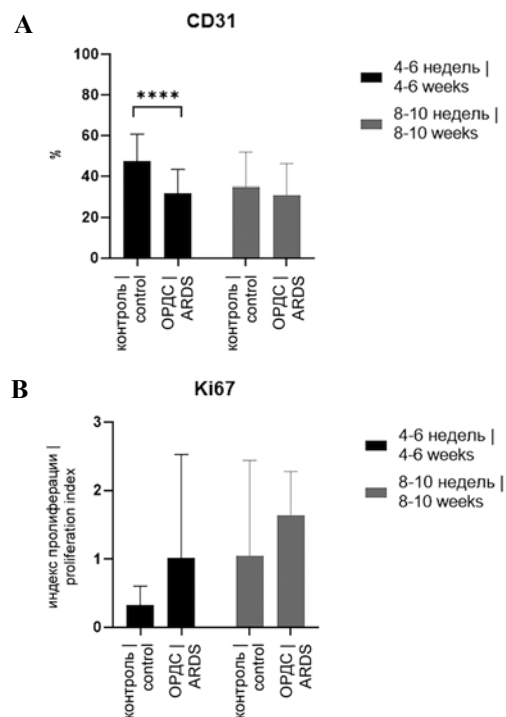 A
CD31
4-6 недель |
4-6 weeks
8-10 недель |
8-10 weeks
****
100
80
60
40
20
0
%
контроль |
control
ОРДС |
ARDS
контроль |
control
ОРДС |
ARDS
B
Ki67
4-6 недель |
4-6 weeks
8-10 недель |
8-10 weeks
3
2
1
0
индекс пролиферации |
proliferation index
контроль |
control
ОРДС |
ARDS
контроль |
control
ОРДС |
ARDS